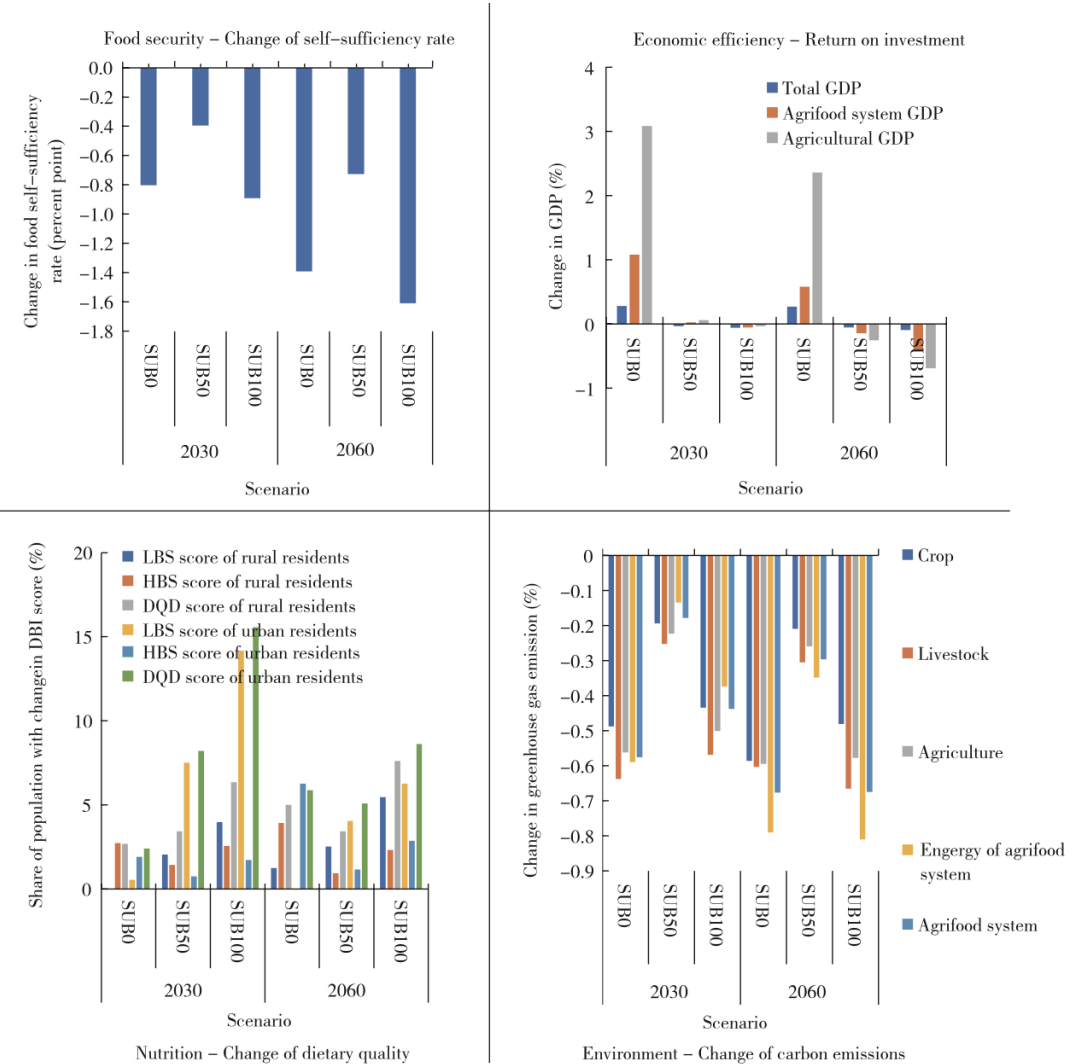 Food security – Change of self–sufficiency rate
Change in food self–sufficiency
rate (percent point)
0.0
–0.2
–0.4
–0.6
–0.8
–1.0
–1.2
–1.4
–1.6
–1.8
SUB0
SUB50
SUB100
SUB0
SUB50
SUB100
2030
2060
Scenario
Economic efficiency – Return on investment
Change in GDP (%)
4
3
2
1
0
–1
Total GDP
Agrifood system GDP
Agricultural GDP
SUB0
SUB50
SUB100
SUB0
SUB50
SUB100
2030
2060
Scenario
Share of population with changein DBI score (%)
20
15
10
5
0
LBS score of rural residents
HBS score of rural residents
DQD score of rural residents
LBS score of urban residents
HBS score of urban residents
DQD score of urban residents
SUB0
SUB50
SUB100
SUB0
SUB50
SUB100
2030
2060
Scenario
Nutrition – Change of dietary quality
Change in greenhouse gas emission (%)
0
–0.1
–0.2
–0.3
–0.4
–0.5
–0.6
–0.7
–0.8
–0.9
Crop
Livestock
Agriculture
Engergy of agrifood
system
Agrifood system
SUB0
SUB50
SUB100
SUB0
SUB50
SUB100
2030
2060
Scenario
Environment – Change of carbon emissions